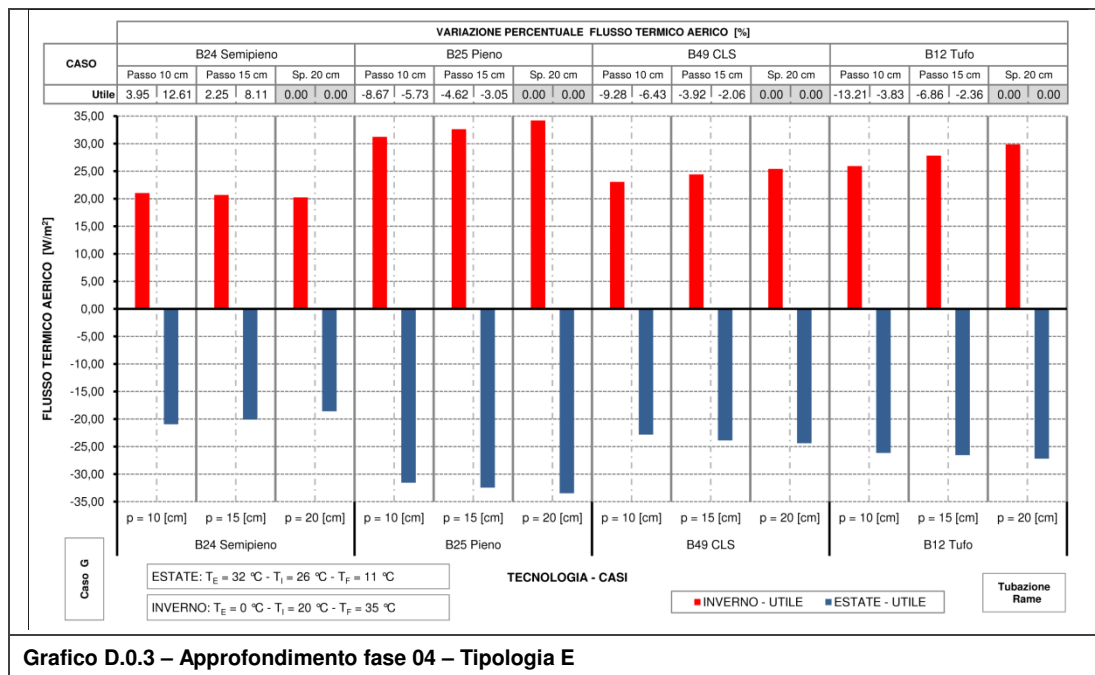 VARIAZIONE PERCENTUALE FLUSSO TERMICO AERICO [%]
CASO
B24 Semipieno B25 Pieno B49 CLS B12 Tufo
Passo 10 cm Passo 15 cm Sp. 20 cm Passo 10 cm Passo 15 cm Sp. 20 cm Passo 10 cm Passo 15 cm Sp. 20 cm Passo 10 cm Passo 15 cm Sp. 20 cm
Utile 3.95 12.61 2.25 8.11 0.00 0.00 -8.67 -5.73 -4.62 -3.05 0.00 0.00 -9.28 -6.43 -3.92 -2.06 0.00 0.00 -13.21 -3.83 -6.86 -2.36 0.00 0.00
FLUSSO TERMICO AERICO [W/m²]
35,00
30,00
25,00
20,00
15,00
10,00
5,00
0,00
-5,00
-10,00
-15,00
-20,00
-25,00
-30,00
-35,00
p = 10 [cm] p = 15 [cm] p = 20 [cm] p = 10 [cm] p = 15 [cm] p = 20 [cm] p = 10 [cm] p = 15 [cm] p = 20 [cm] p = 10 [cm] p = 15 [cm] p = 20 [cm]
B24 Semipieno B25 Pieno B49 CLS B12 Tufo
Caso G
ESTATE: T_E = 32 °C - T_I = 26 °C - T_F = 11 °C
INVERNO: T_E = 0 °C - T_I = 20 °C - T_F = 35 °C
TECNOLOGIA - CASI
INVERNO - UTILE ESTATE - UTILE
Tubazione
Rame
Grafico D.0.3 – Approfondimento fase 04 – Tipologia E